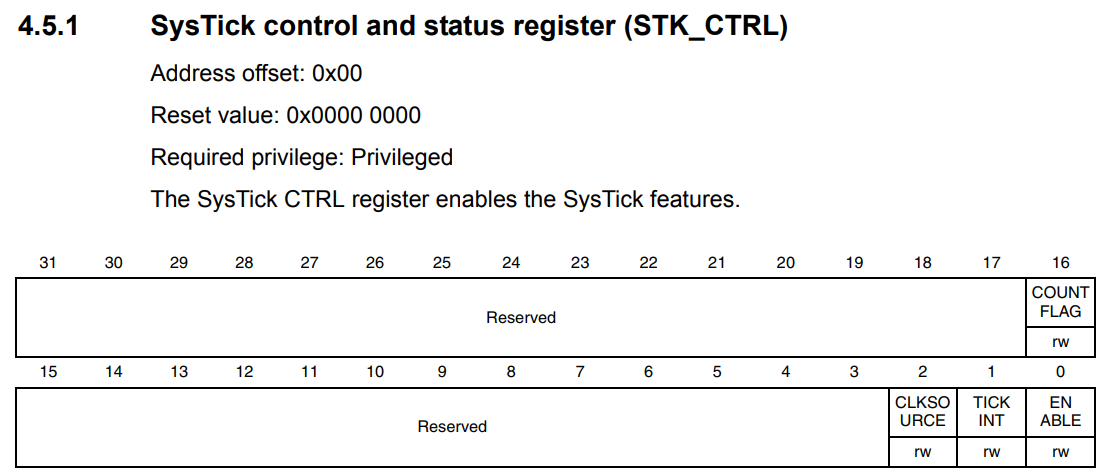 4.5.1 SysTick control and status register (STK_CTRL)
Address offset: 0x00
Reset value: 0x0000 0000
Required privilege: Privileged
The SysTick CTRL register enables the SysTick features.
31 30 29 28 27 26 25 24 23 22 21 20 19 18 17 16
Reserved
COUNT
FLAG
rw
15 14 13 12 11 10 9 8 7 6 5 4 3 2 1 0
Reserved
CLKSO
URCE
TICK
INT
EN
ABLE
rw rw rw